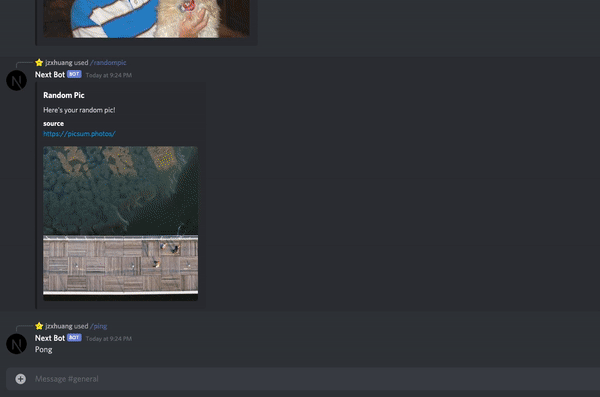 jzxhuang used /randompic
Next Bot BOT Today at 9:24 PM
Random Pic
Here's your random pic!
source
https://picsum.photos/
jzxhuang used /ping
Next Bot BOT Today at 9:24 PM
Pong
Message #general